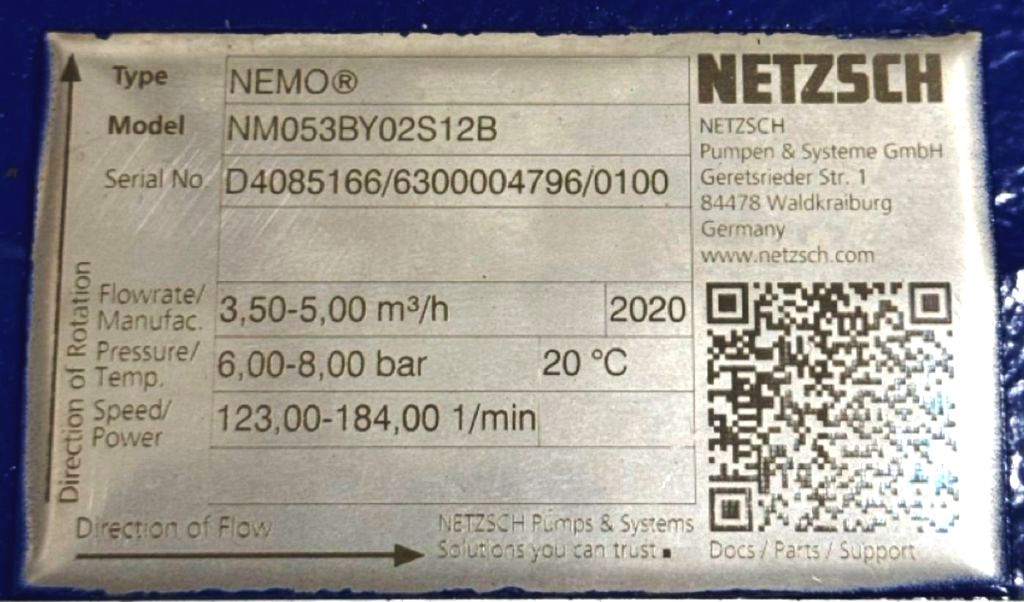 Type NEMO®
Model NM053BY02S12B
Serial No. D4085166/6300004796/0100
Flowrate/
Manufac. 3,50-5,00 m³/h 2020
Pressure/
Temp. 6,00-8,00 bar 20 °C
Speed/
Power 123,00-184,00 1/min
Direction of Rotation
Direction of Flow
NETZSCH Pumps & Systems
Solutions you can trust
NETZSCH
NETZSCH
Pumpen & Systeme GmbH
Geretsrieder Str. 1
84478 Waldkraiburg
Germany
www.netzsch.com
Docs / Parts / Support